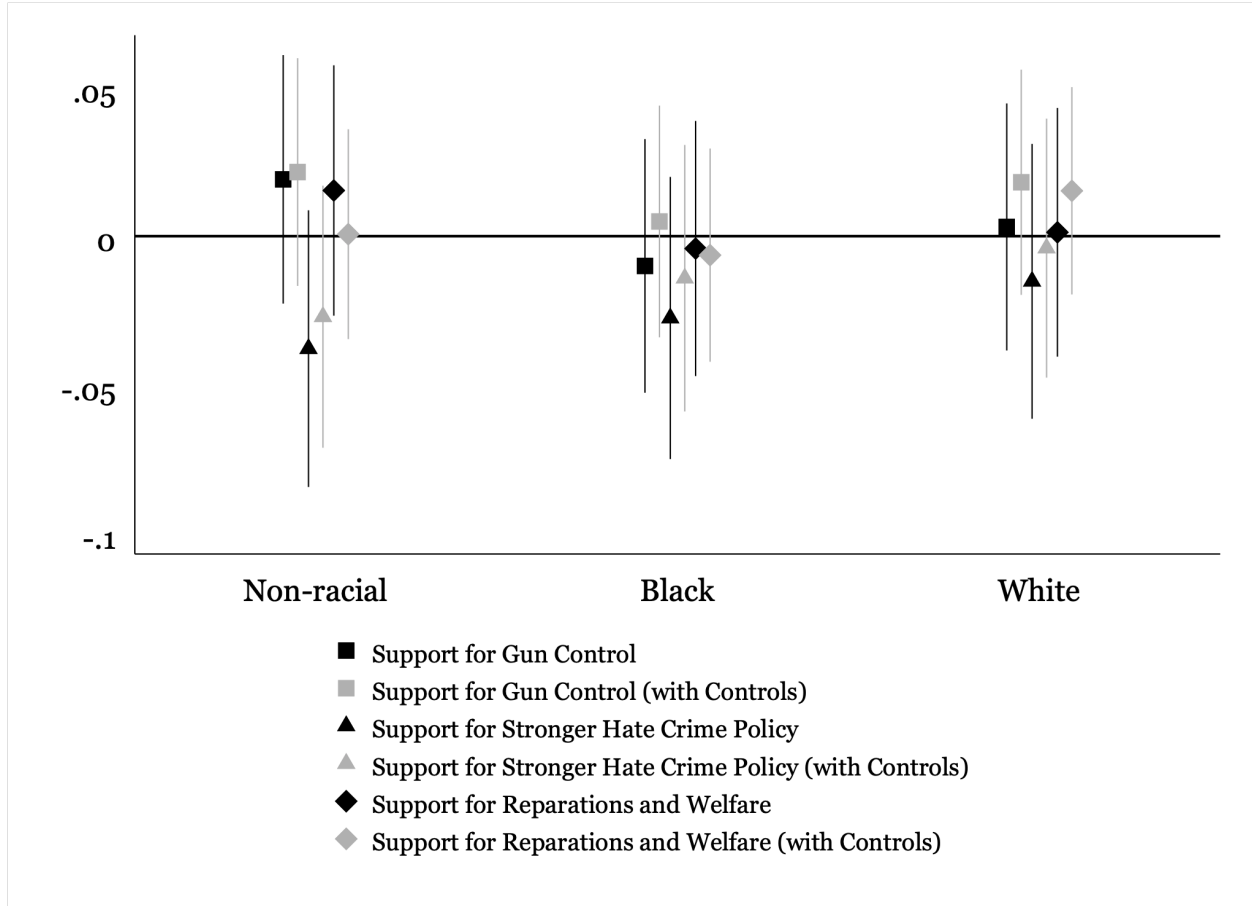 .05
0
-.05
-.1
Non-racial
Black
White
Support for Gun Control
Support for Gun Control (with Controls)
Support for Stronger Hate Crime Policy
Support for Stronger Hate Crime Policy (with Controls)
Support for Reparations and Welfare
Support for Reparations and Welfare (with Controls)